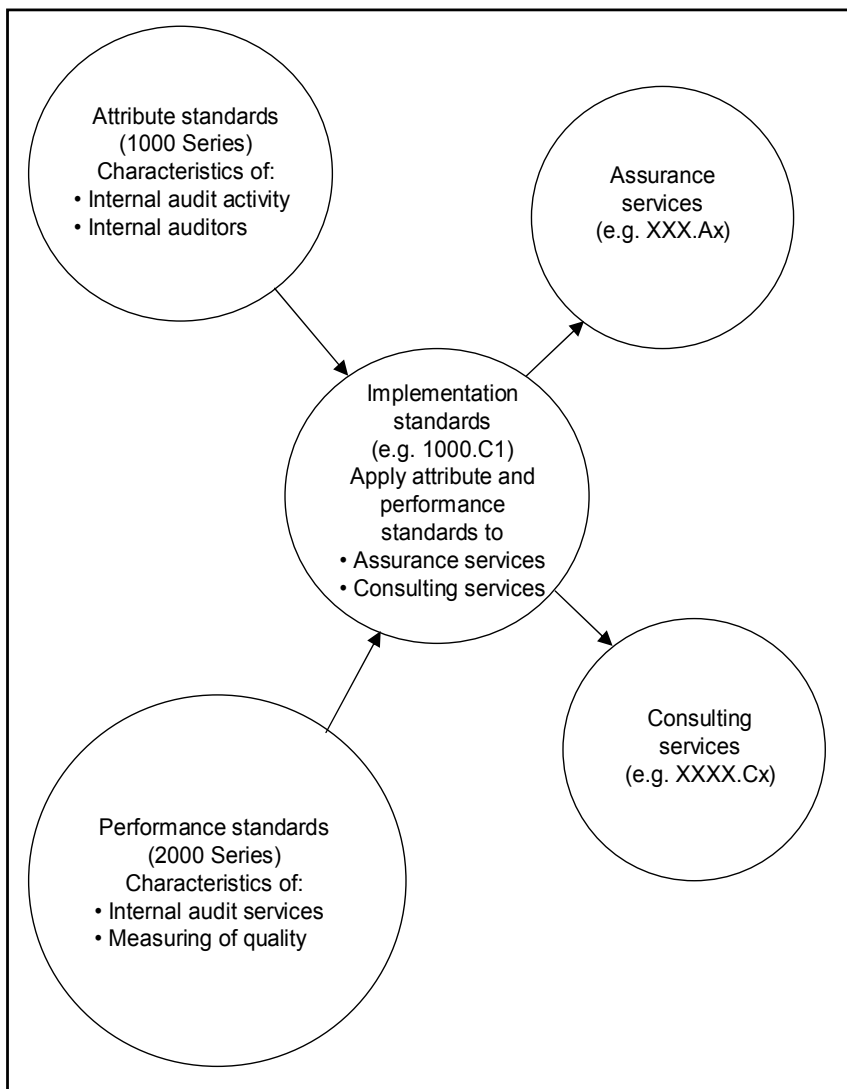 Attribute standards
(1000 Series)
Characteristics of:
• Internal audit activity
• Internal auditors
Assurance
services
(e.g. XXX.Ax)
Implementation
standards
(e.g. 1000.C1)
Apply attribute and
performance
standards to
• Assurance services
• Consulting services
Performance standards
(2000 Series)
Characteristics of:
• Internal audit services
• Measuring of quality
Consulting
services
(e.g. XXXX.Cx)